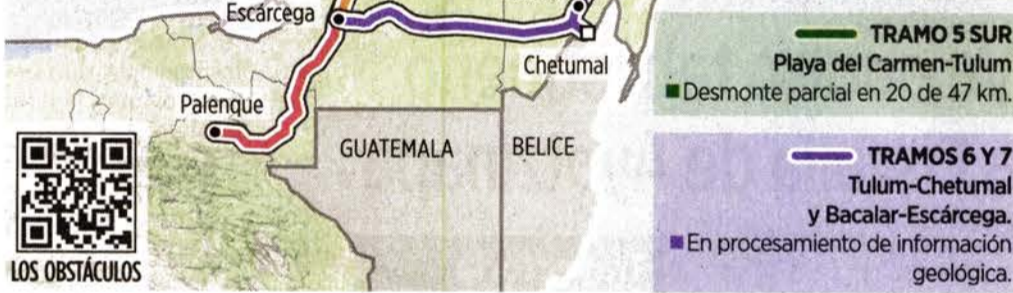 Escárcega
Chetumal
Palenque
GUATEMALA
BELICE
LOS OBSTÁCULOS
TRAMO 5 SUR
Playa del Carmen-Tulum
Desmonte parcial en 20 de 47 km.
TRAMOS 6 Y 7
Tulum-Chetumal
y Bacalar-Escárcega.
En procesamiento de información
geológica.